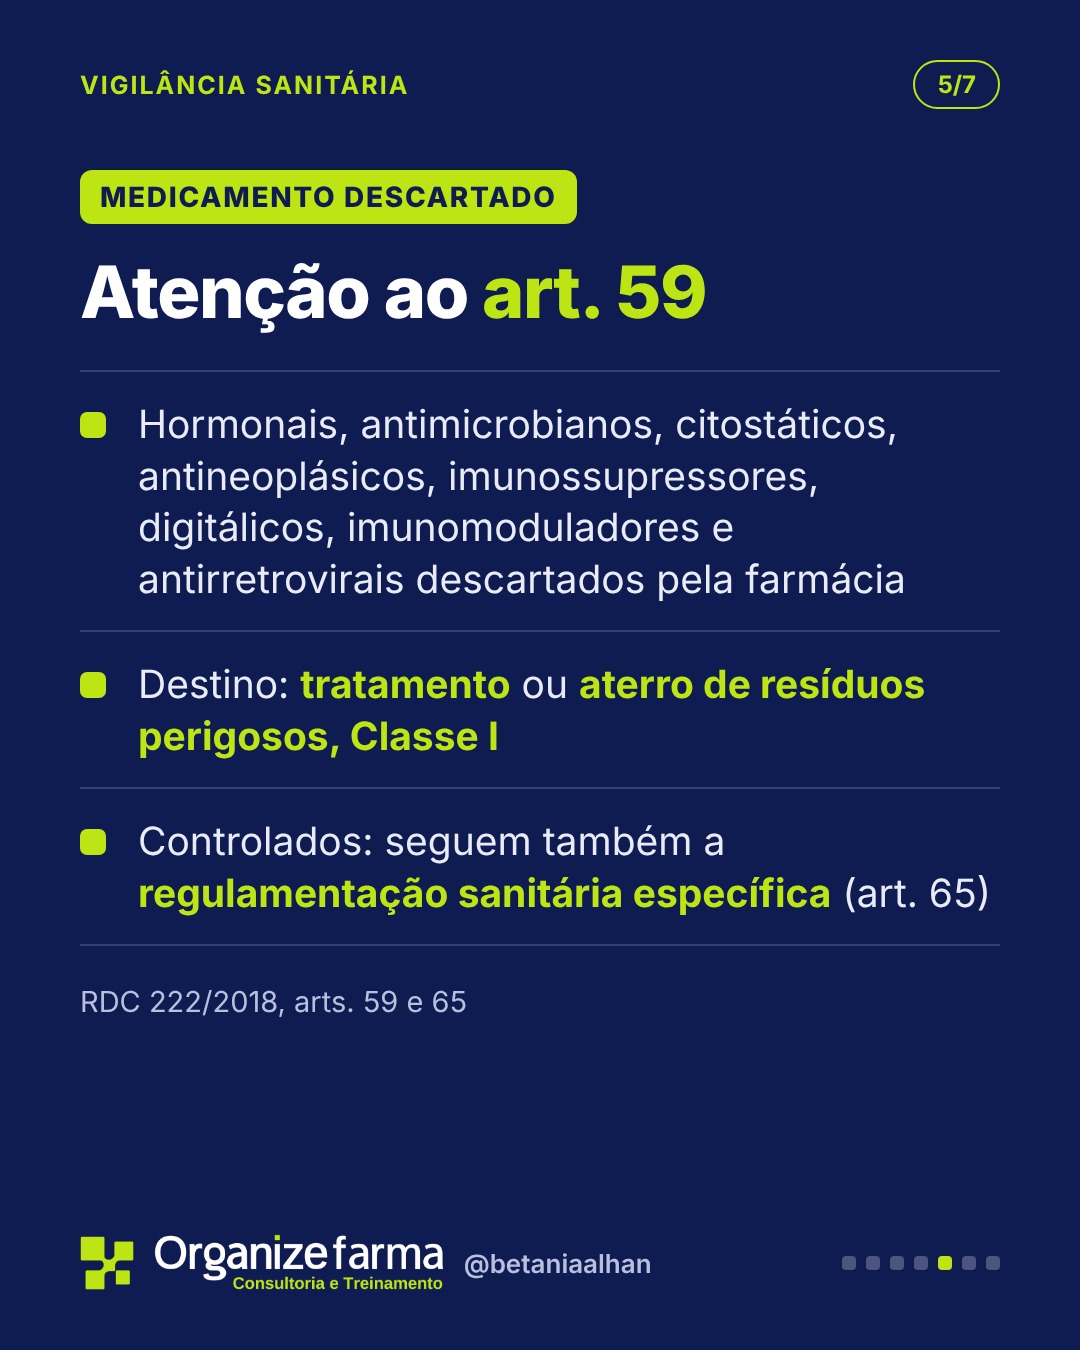 VIGILÂNCIA SANITÁRIA
5/7
MEDICAMENTO DESCARTADO
Atenção ao art. 59
Hormonais, antimicrobianos, citostáticos,
antineoplásicos, imunossupressores,
digitálicos, imunomoduladores e
antirretrovirais descartados pela farmácia
Destino: tratamento ou aterro de resíduos
perigosos, Classe I
Controlados: seguem também a
regulamentação sanitária específica (art. 65)
RDC 222/2018, arts. 59 e 65
Organizefarma
Consultoria e Treinamento
@betaniaalhan